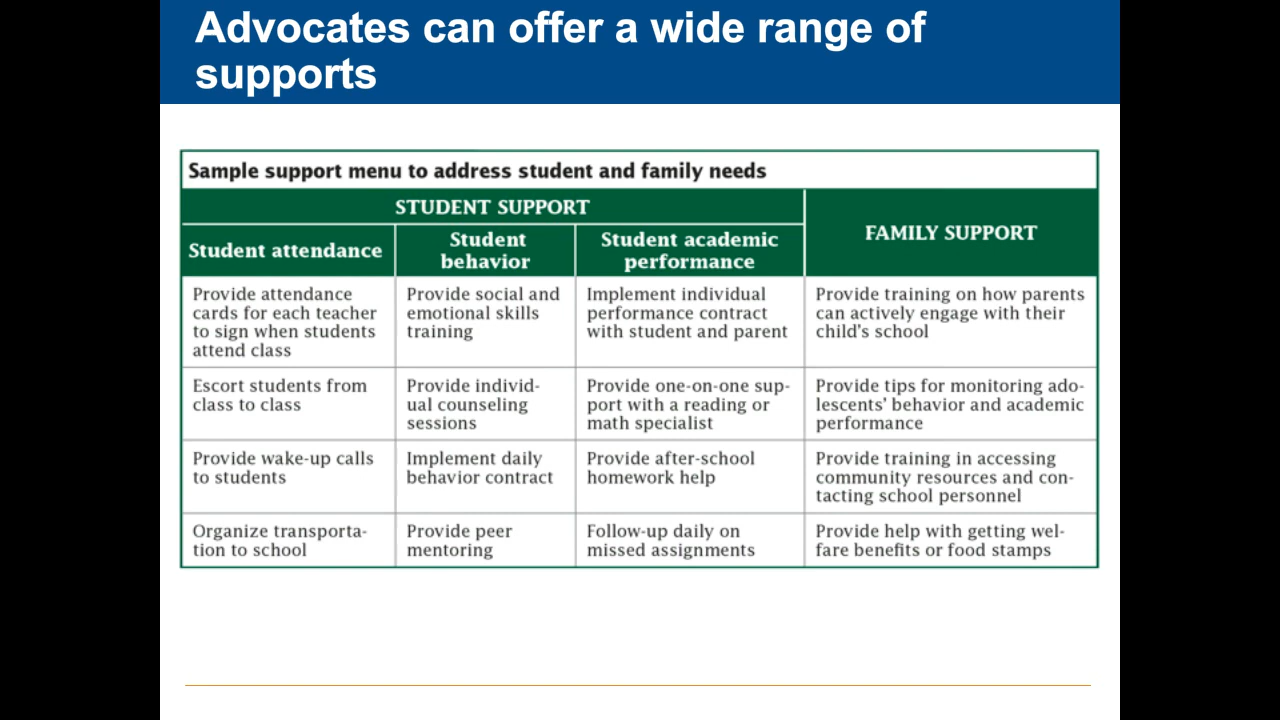 Advocates can offer a wide range of
supports
Sample support menu to address student and family needs
STUDENT SUPPORT
FAMILY SUPPORT
Student attendance
Student
behavior
Student academic
performance
Provide attendance
cards for each teacher
to sign when students
attend class
Provide social and
emotional skills
training
Implement individual
performance contract
with student and parent
Provide training on how parents
can actively engage with their
child's school
Escort students from
class to class
Provide individ-
ual counseling
sessions
Provide one-on-one sup-
port with a reading or
math specialist
Provide tips for monitoring ado-
lescents' behavior and academic
performance
Provide wake-up calls
to students
Implement daily
behavior contract
Provide after-school
homework help
Provide training in accessing
community resources and con-
tacting school personnel
Organize transporta-
tion to school
Provide peer
mentoring
Follow-up daily on
missed assignments
Provide help with getting wel-
fare benefits or food stamps